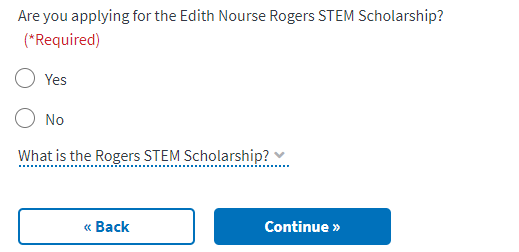 Are you applying for the Edith Nourse Rogers STEM Scholarship?
(*Required)
Yes
No
What is the Rogers STEM Scholarship?
« Back
Continue »